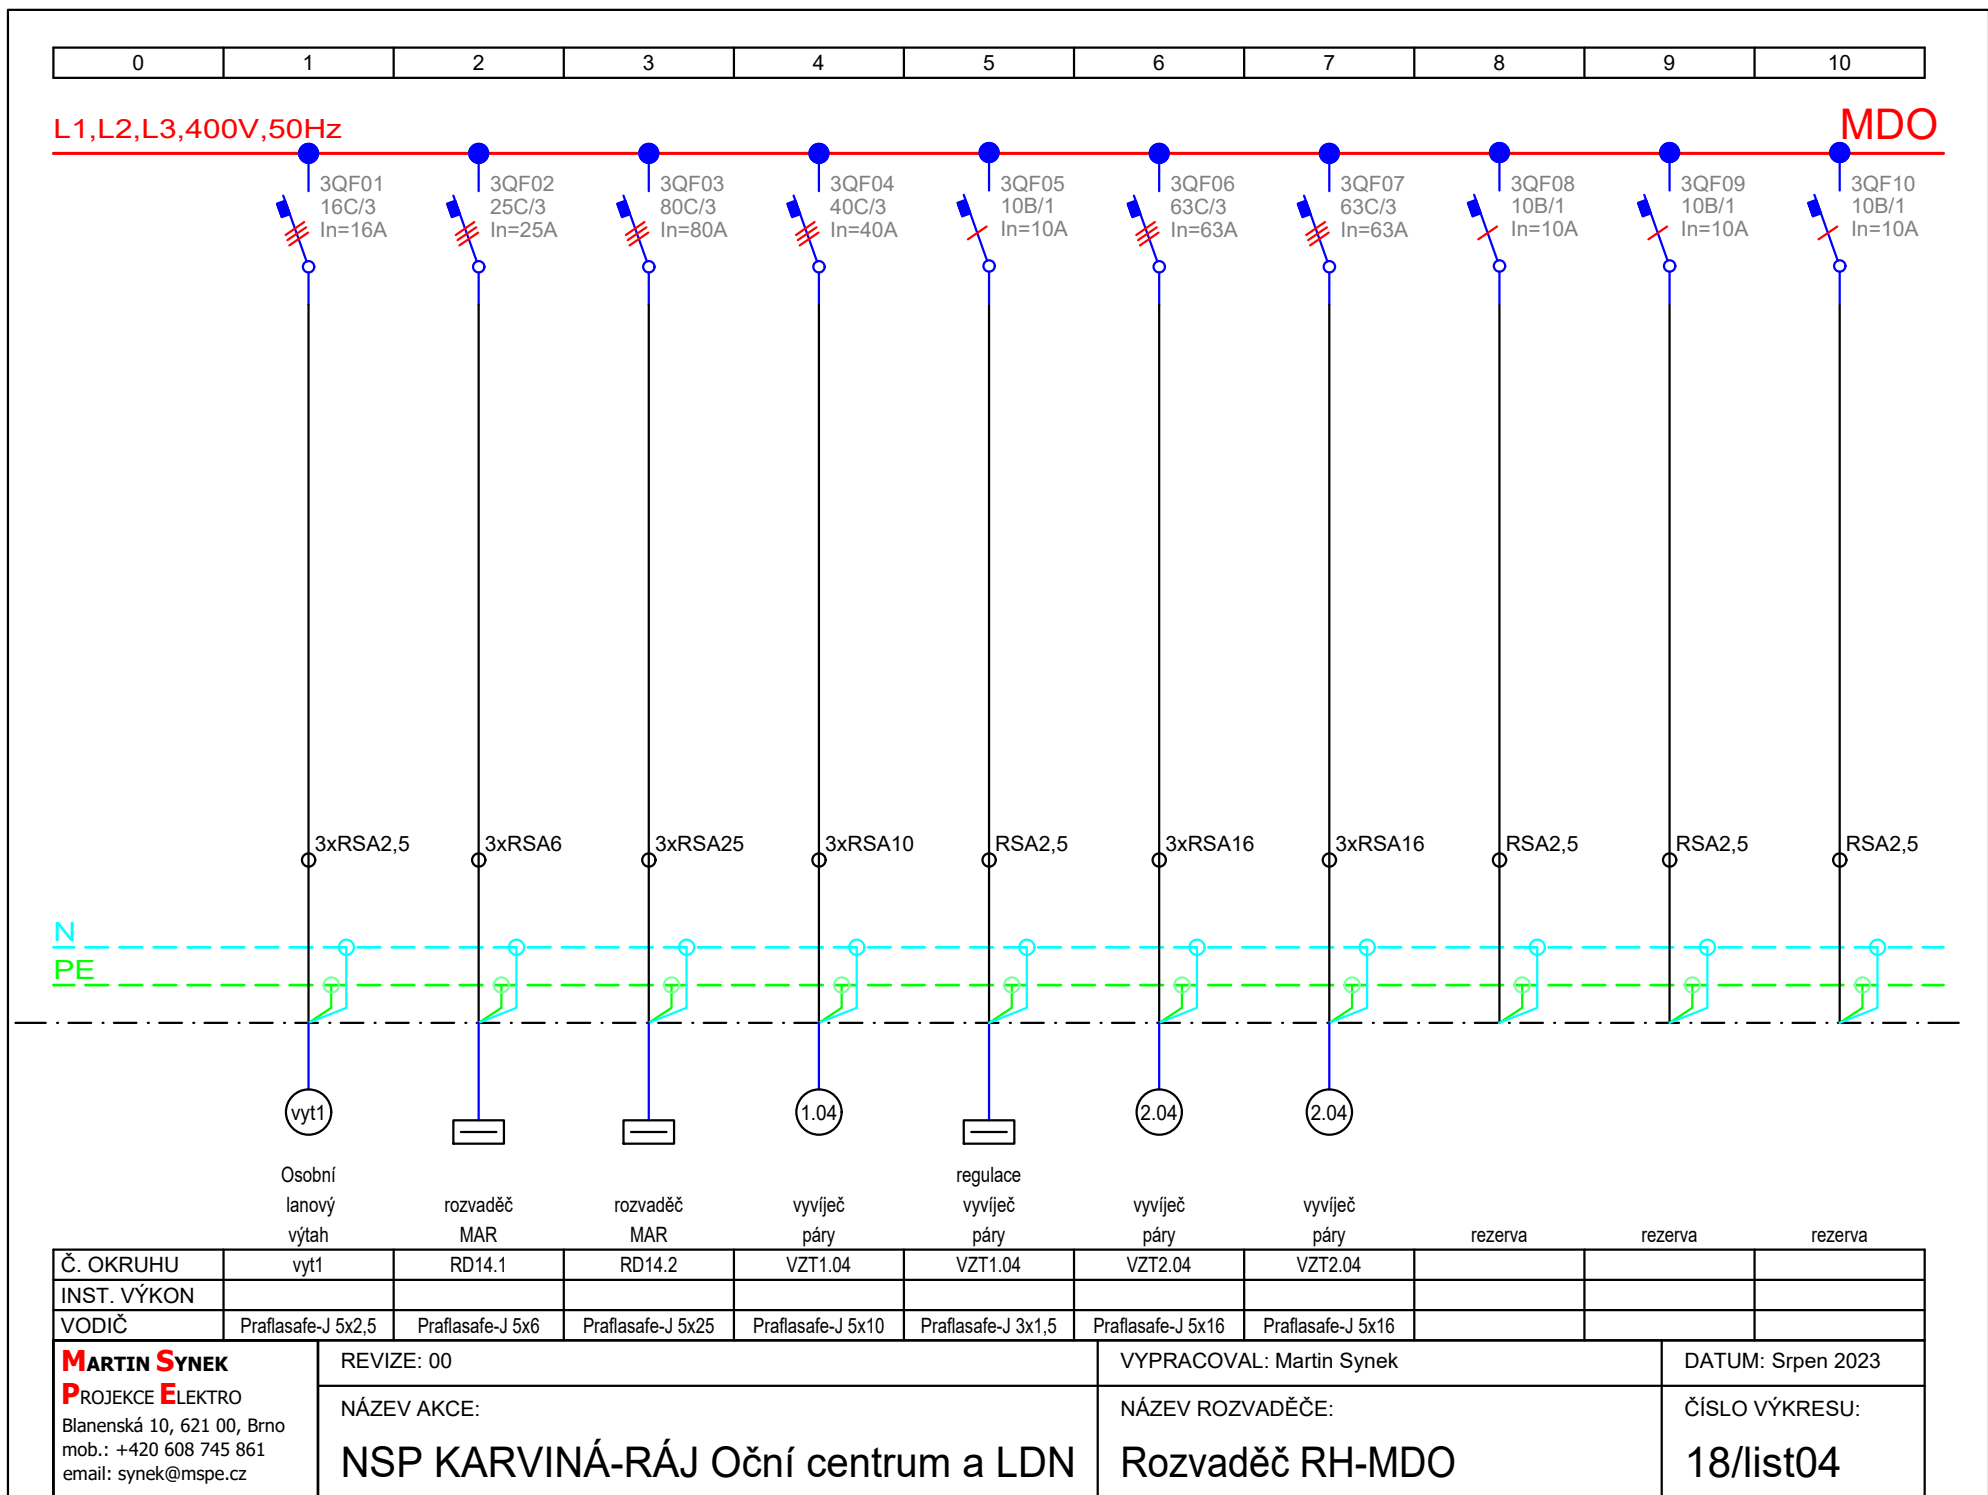 0 1 2 3 4 5 6 7 8 9 10
L1,L2,L3,400V,50Hz MDO
3QF01 3QF02 3QF03 3QF04 3QF05 3QF06 3QF07 3QF08 3QF09 3QF10
16C/3 25C/3 80C/3 40C/3 10B/1 63C/3 63C/3 10B/1 10B/1 10B/1
In=16A In=25A In=80A In=40A In=10A In=63A In=63A In=10A In=10A In=10A
3xRSA2,5 3xRSA6 3xRSA25 3xRSA10 RSA2,5 3xRSA16 3xRSA16 RSA2,5 RSA2,5 RSA2,5
N
PE
vyt1 1.04 2.04 2.04
Osobní regulace
lanový rozvaděč rozvaděč vyvíječ vyvíječ vyvíječ vyvíječ
výtah MAR MAR páry páry páry páry rezerva rezerva rezerva
Č. OKRUHU vyt1 RD14.1 RD14.2 VZT1.04 VZT1.04 VZT2.04 VZT2.04
INST. VÝKON
VODIČ Praflasafe-J 5x2,5 Praflasafe-J 5x6 Praflasafe-J 5x25 Praflasafe-J 5x10 Praflasafe-J 3x1,5 Praflasafe-J 5x16 Praflasafe-J 5x16
MARTIN SYNEK
PROJEKCE ELEKTRO
Blanenská 10, 621 00, Brno
mob.: +420 608 745 861
email: synek@mspe.cz
REVIZE: 00
NÁZEV AKCE:
NSP KARVINÁ-RÁJ Oční centrum a LDN
VYPRACOVAL: Martin Synek
NÁZEV ROZVADĚČE:
Rozvaděč RH-MDO
DATUM: Srpen 2023
ČÍSLO VÝKRESU:
18/list04